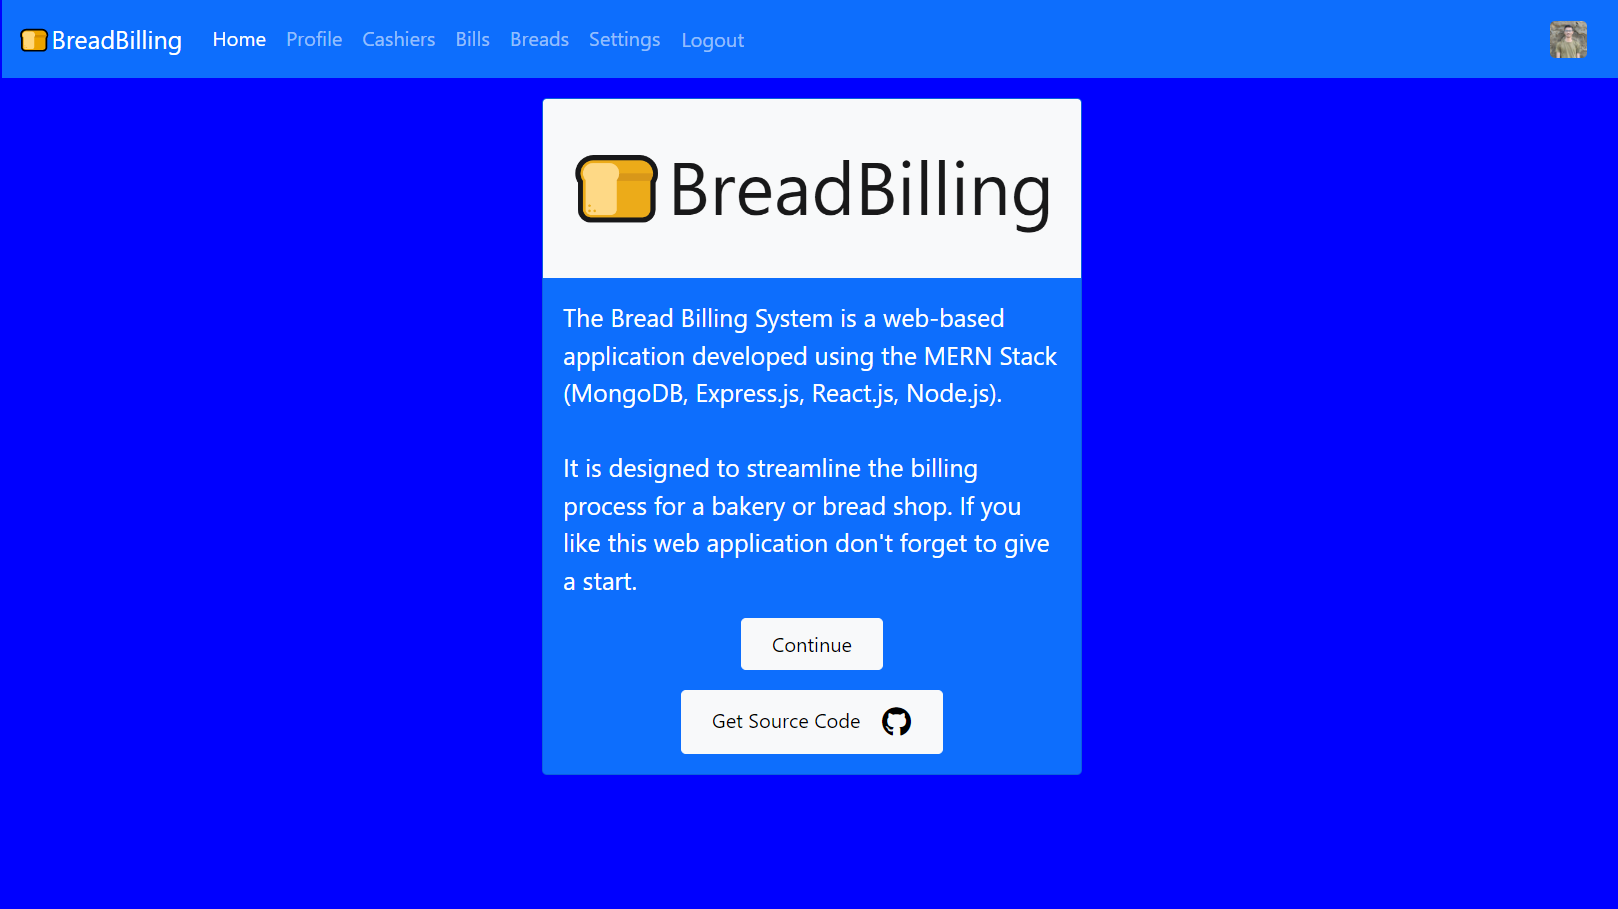 BreadBilling Home Profile Cashiers Bills Breads Settings Logout
BreadBilling
The Bread Billing System is a web-based
application developed using the MERN Stack
(MongoDB, Express.js, React.js, Node.js).
It is designed to streamline the billing
process for a bakery or bread shop. If you
like this web application don't forget to give
a start.
Continue
Get Source Code